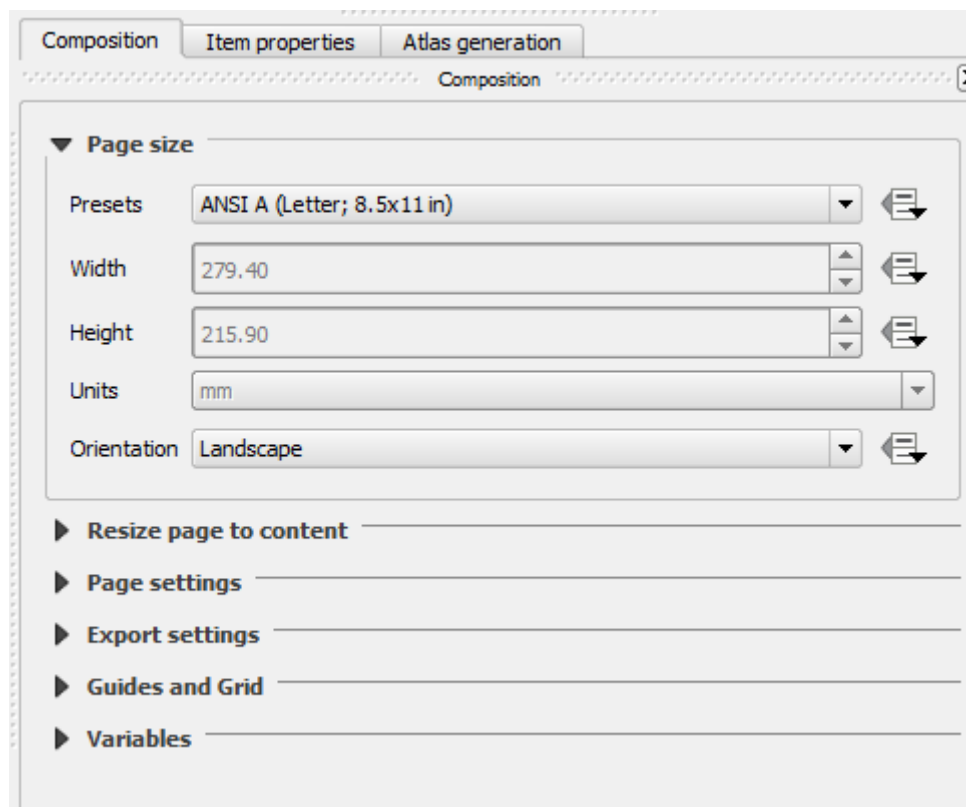 Composition Item properties Atlas generation
Composition
Page size
Presets ANSI A (Letter; 8.5x11 in)
Width 279.40
Height 215.90
Units mm
Orientation Landscape
Resize page to content
Page settings
Export settings
Guides and Grid
Variables